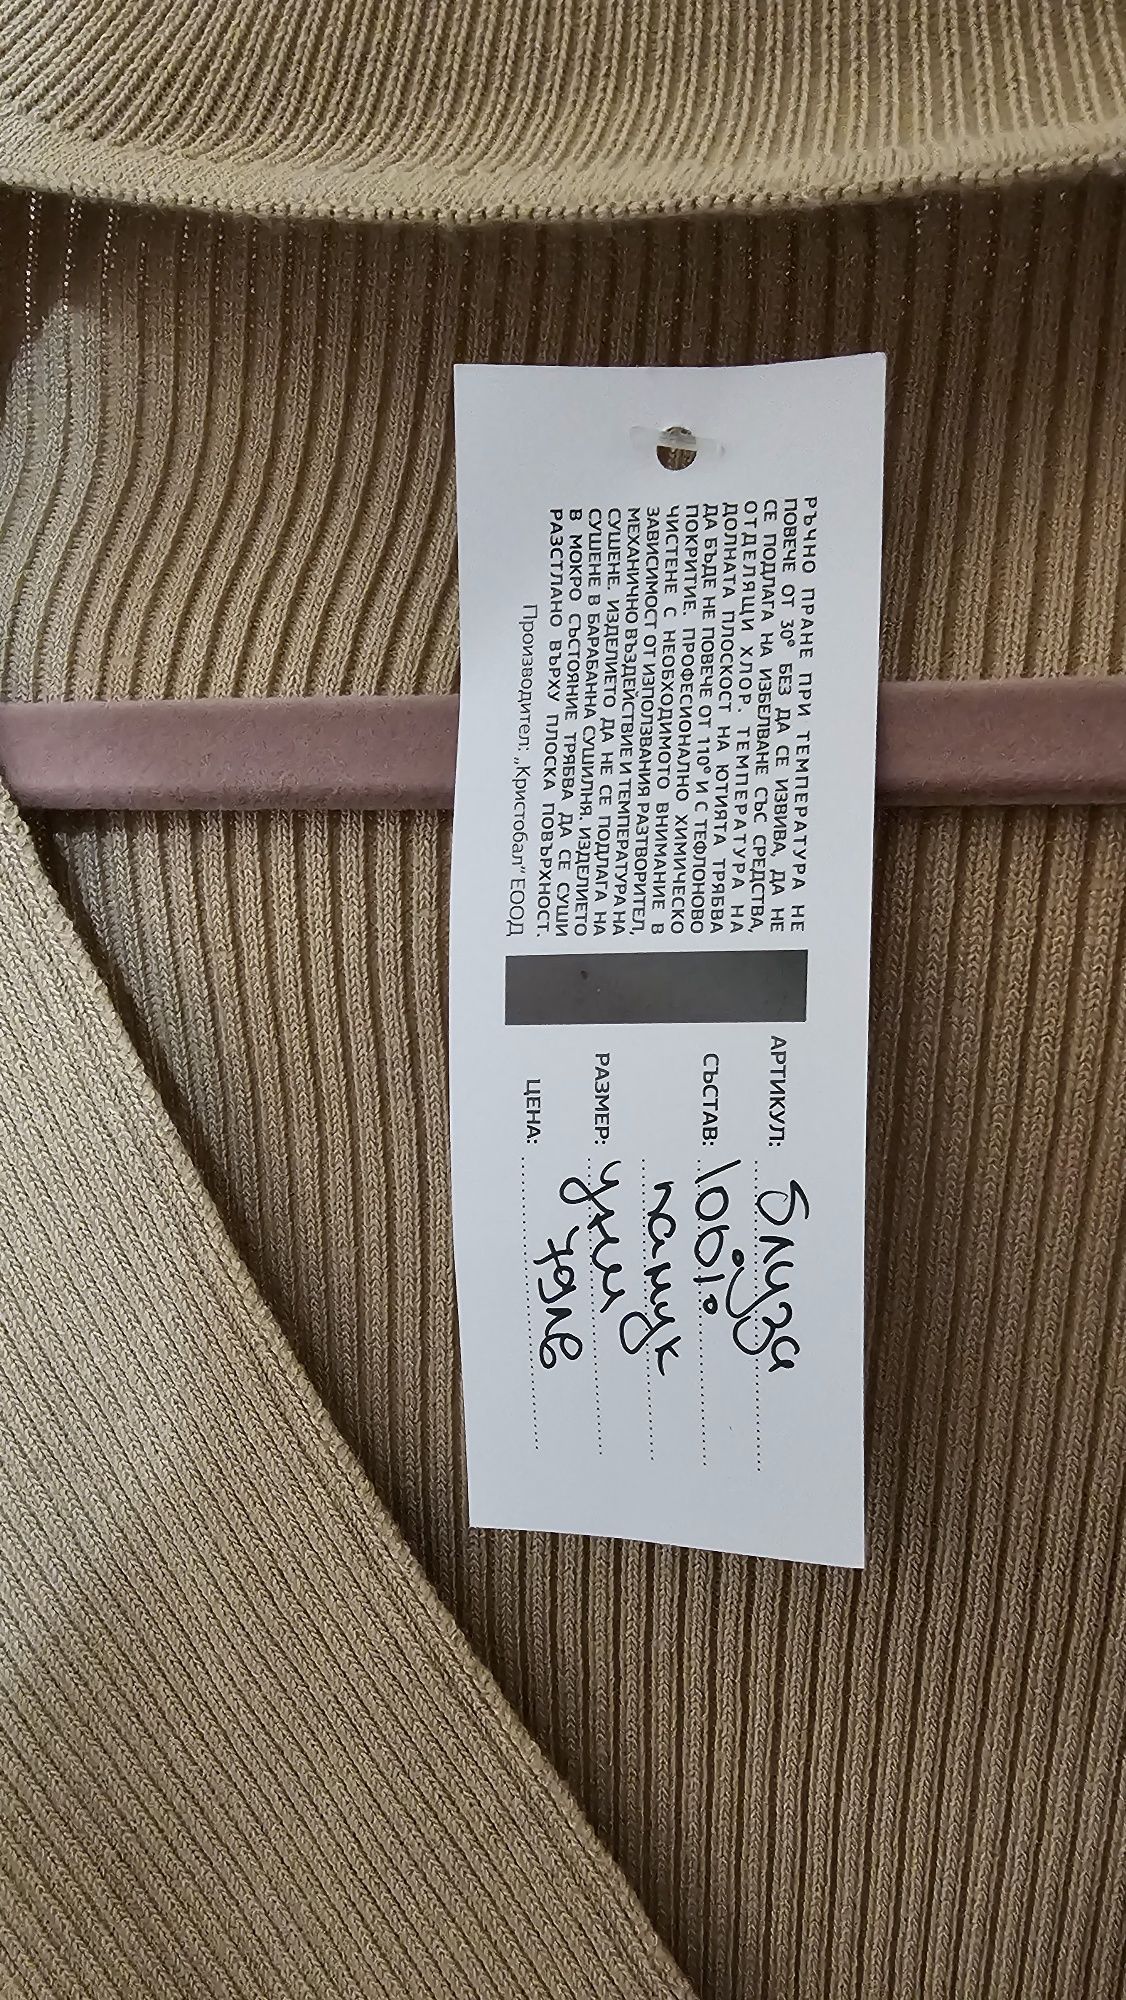 РЪЧНО ПРАНЕ ПРИ ТЕМПЕРАТУРА НЕ
ПОВЕЧЕ ОТ 30° БЕЗ ДА СЕ ИЗВИВА, ДА НЕ
СЕ ПОДЛАГА НА ИЗБЕЛВАНЕ СЪС СРЕДСТВА,
ОТДЕЛЯЩИ ХЛОР. ТЕМПЕРАТУРА НА
ДОЛНАТА ПЛОСКОСТ НА ЮТИЯТА ТРЯБВА
ДА БЪДЕ НЕ ПОВЕЧЕ ОТ 110° И С ТЕФЛОНОВО
ПОКРИТИЕ. ПРОФЕСИОНАЛНО ХИМИЧЕСКО
ЧИСТЕНЕ С НЕОБХОДИМОТО ВНИМАНИЕ В
ЗАВИСИМОСТ ОТ ИЗПОЛЗВАНИЯ РАЗТВОРИТЕЛ,
МЕХАНИЧНО ВЪЗДЕЙСТВИЕ И ТЕМПЕРАТУРА НА
СУШЕНЕ. ИЗДЕЛИЕТО ДА НЕ СЕ ПОДЛАГА НА
СУШЕНЕ В БАРАБАННА СУШИЛНЯ. ИЗДЕЛИЕТО
В МОКРО СЪСТОЯНИЕ ТРЯБВА ДА СЕ СУШИ
РАЗСТЛАНО ВЪРХУ ПЛОСКА ПОВЪРХНОСТ.
Производител: „Кристобал" ЕООД
АРТИКУЛ: блуза
СЪСТАВ: 100%
памук
РАЗМЕР: уни
ЦЕНА: 79лв